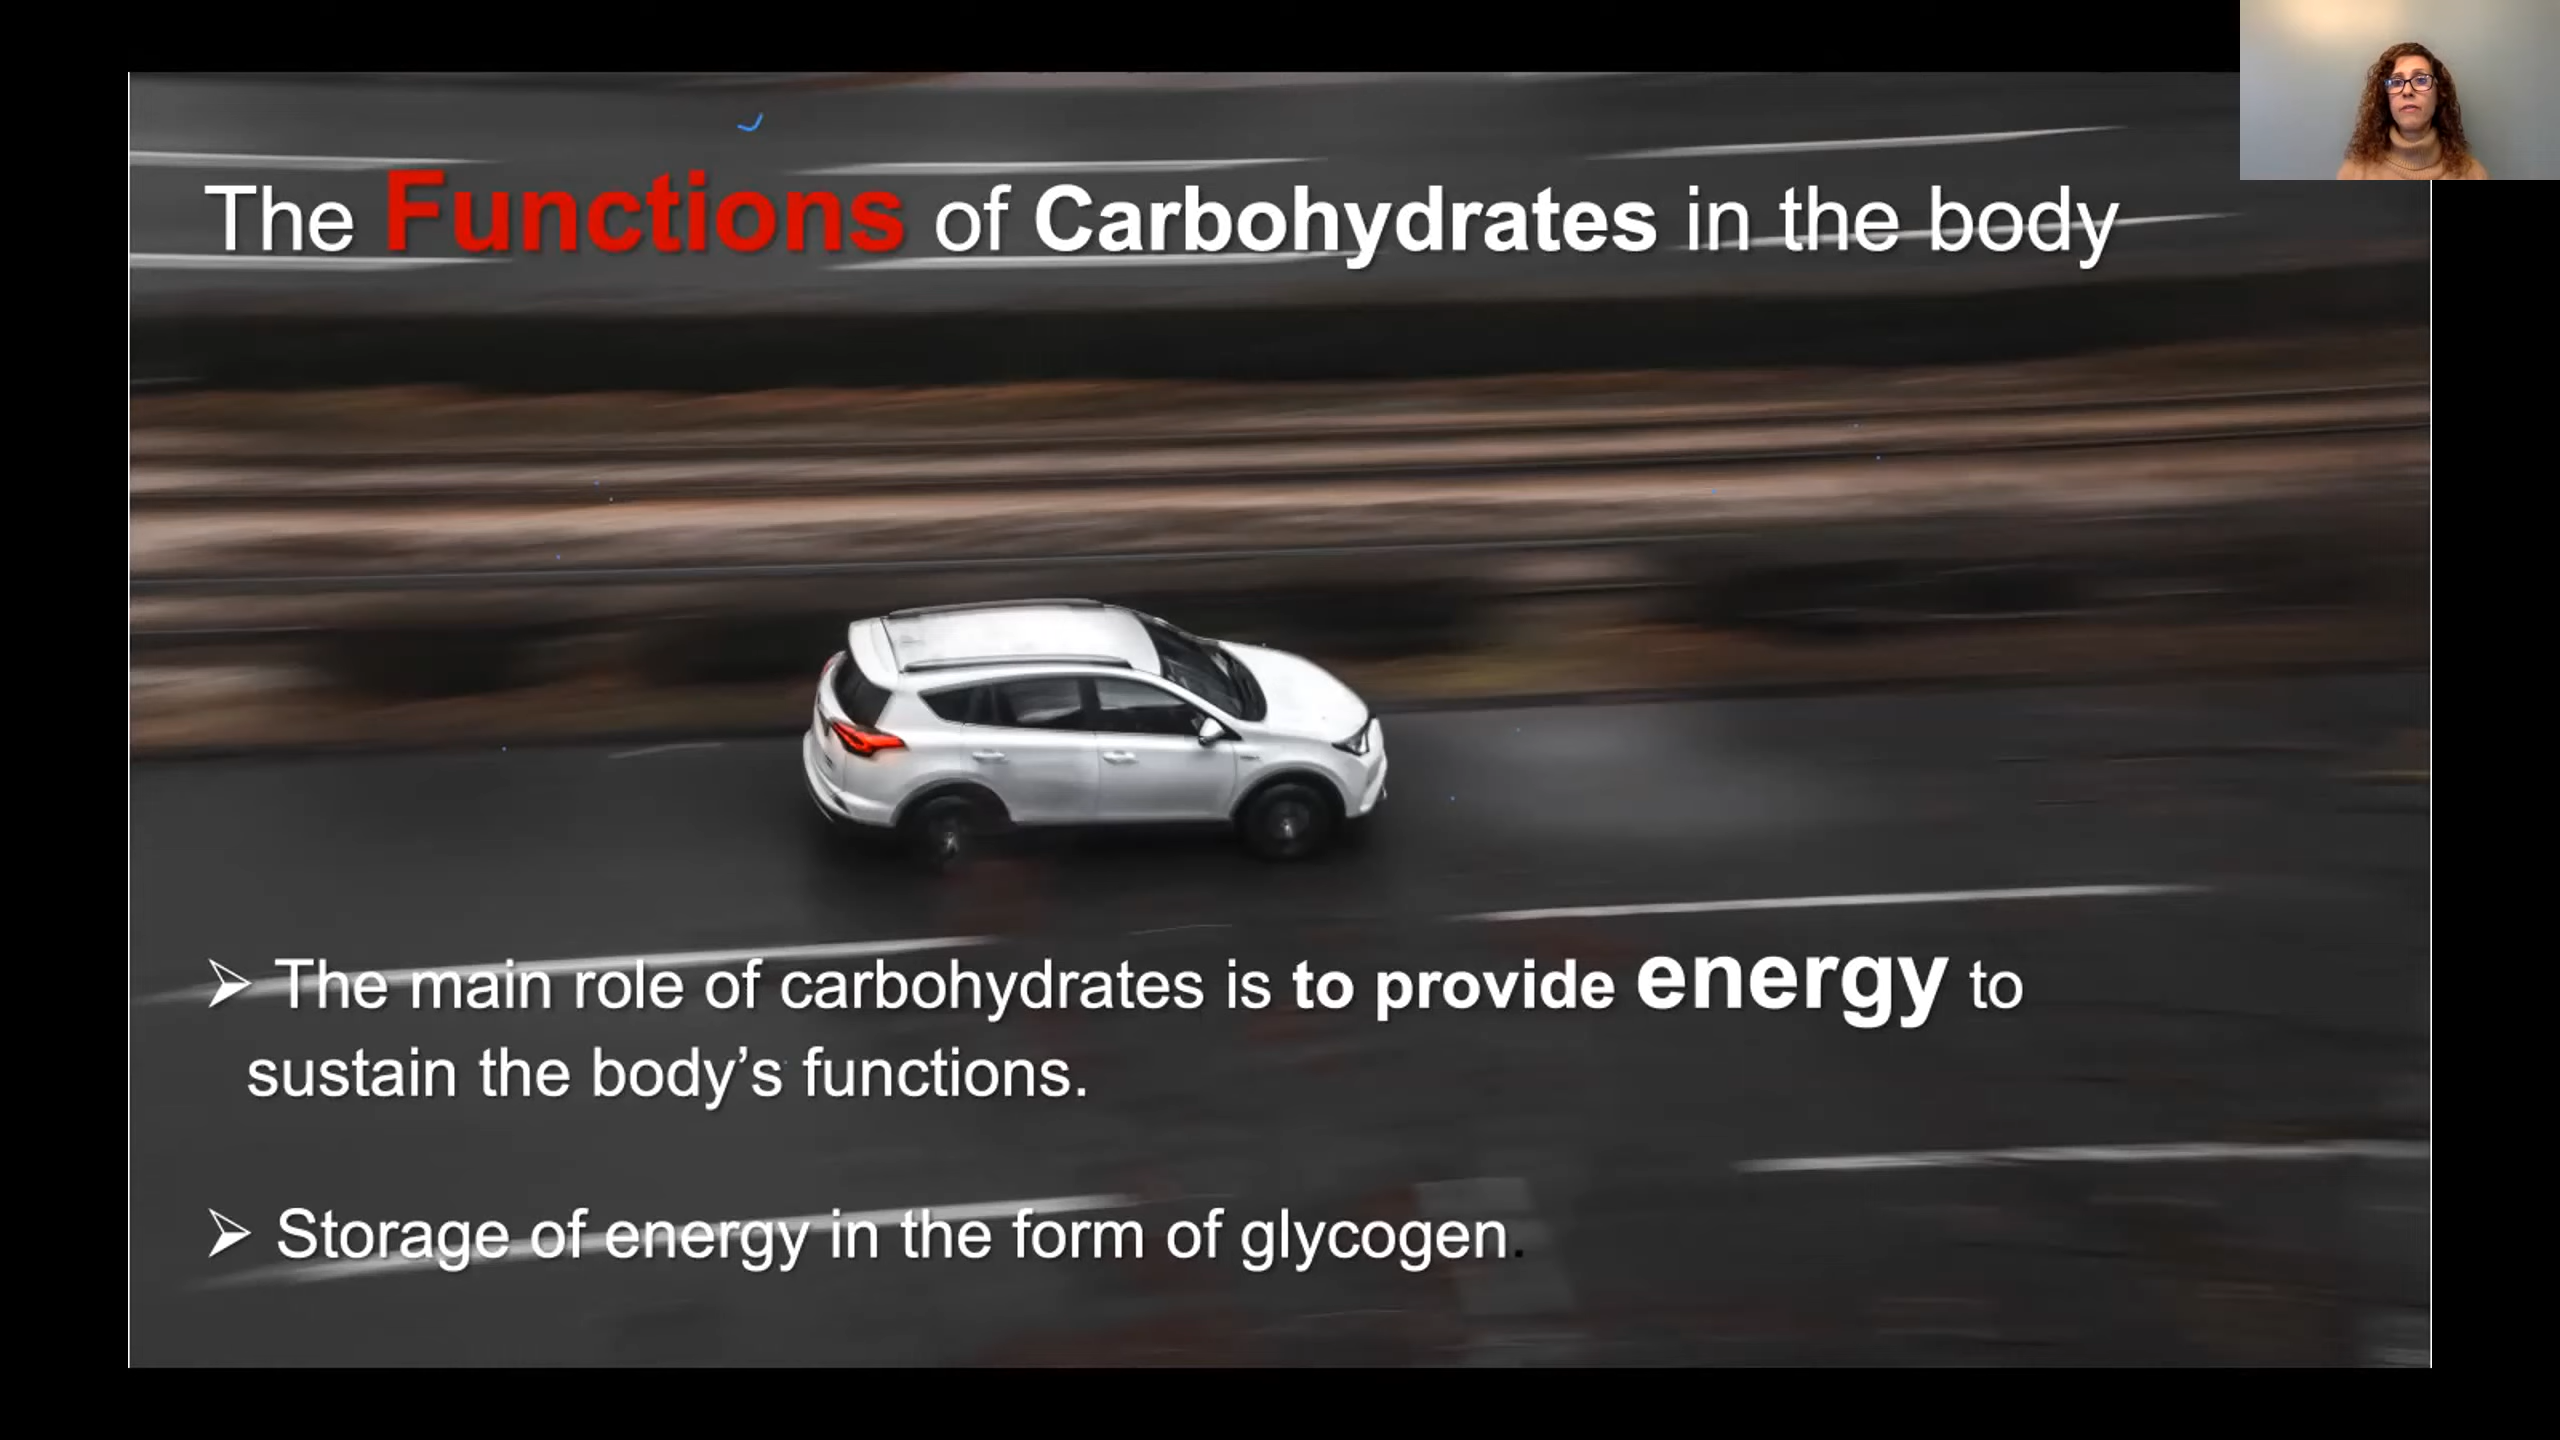 The Functions of Carbohydrates in the body
➢ The main role of carbohydrates is to provide energy to
sustain the body’s functions.
➢ Storage of energy in the form of glycogen.